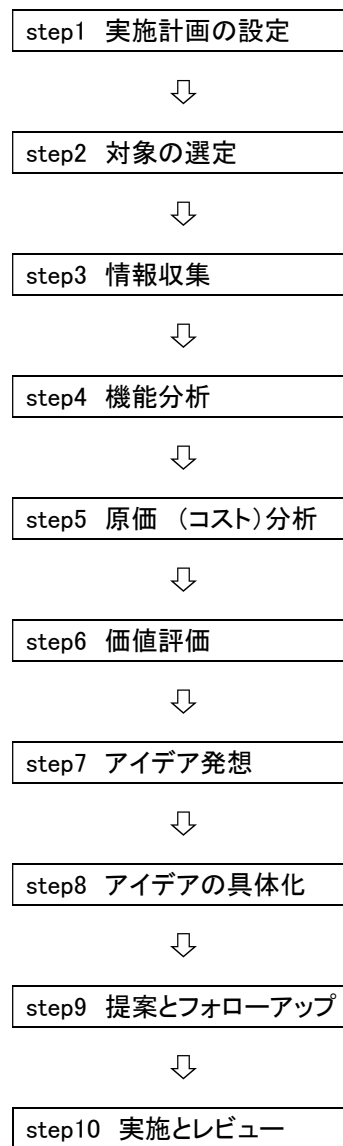 step1 実施計画の設定
step2 対象の選定
step3 情報収集
step4 機能分析
step5 原価 (コスト)分析
step6 価値評価
step7 アイデア発想
step8 アイデアの具体化
step9 提案とフォローアップ
step10 実施とレビュー